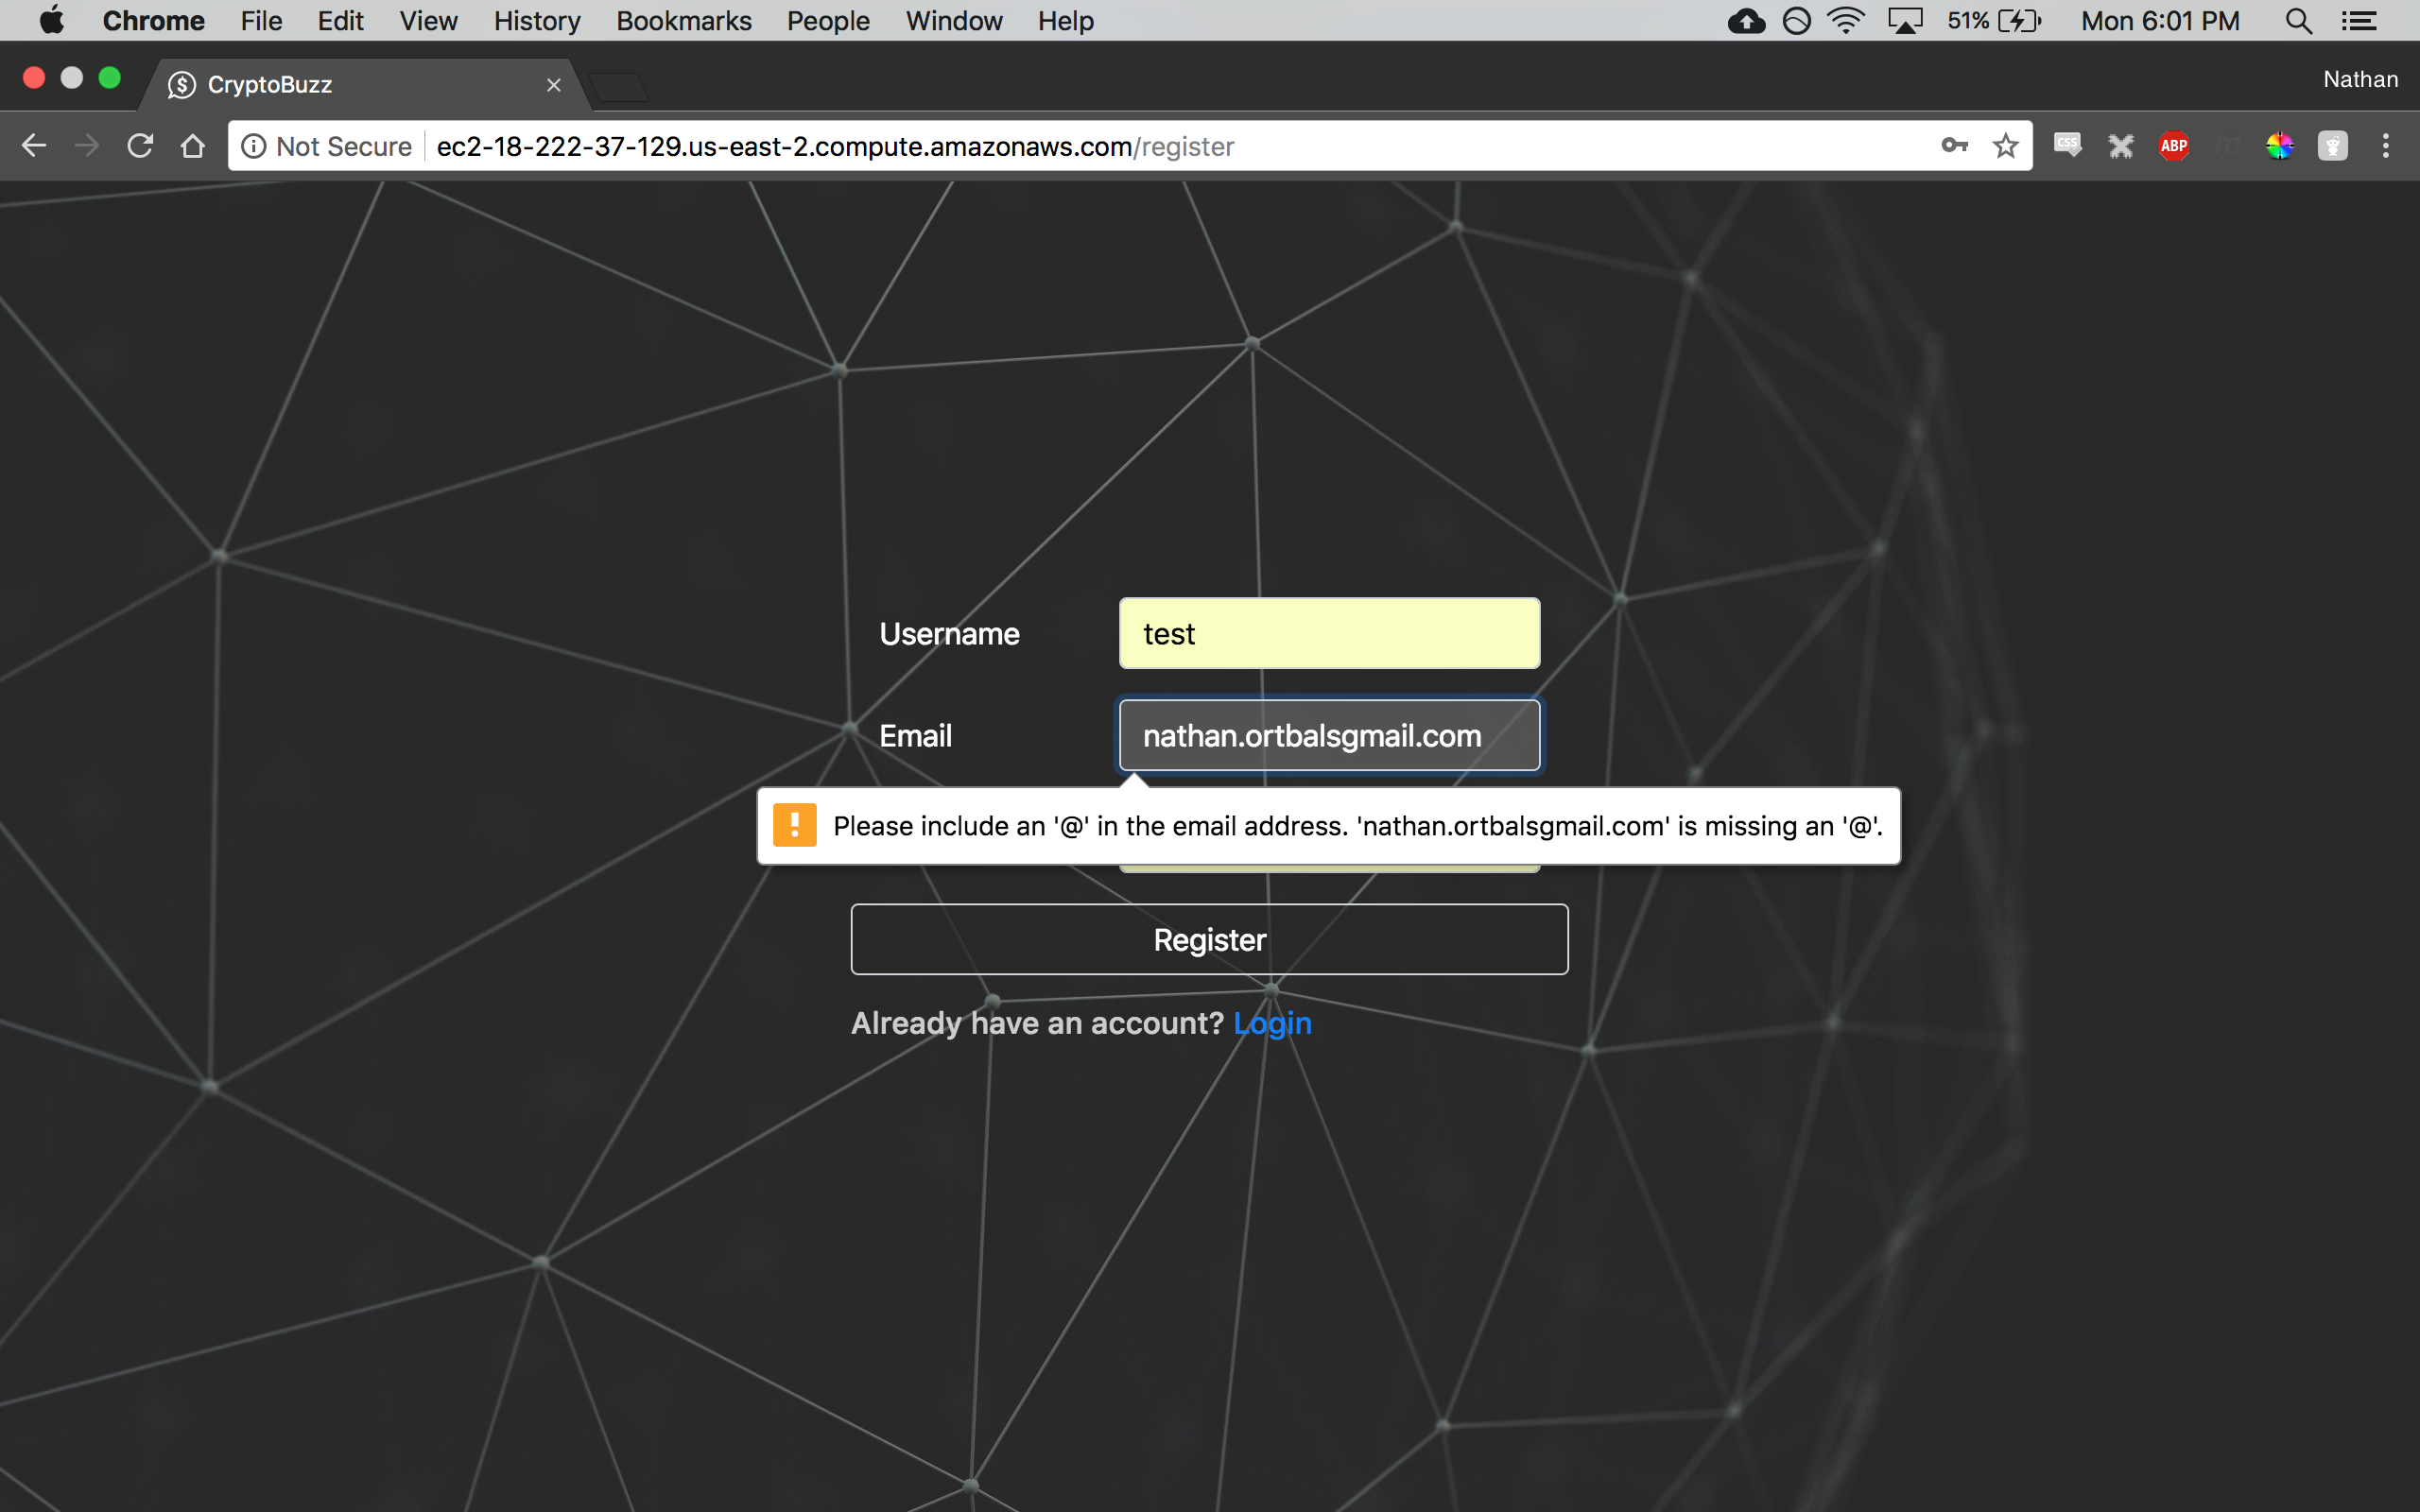 Chrome File Edit View History Bookmarks People Window Help 51% Mon 6:01 PM
CryptoBuzz Nathan
Not Secure ec2-18-222-37-129.us-east-2.compute.amazonaws.com/register CSS ABP m
Username test
Email nathan.ortbalsgmail.com
Please include an '@' in the email address. 'nathan.ortbalsgmail.com' is missing an '@'.
Register
Already have an account? Login